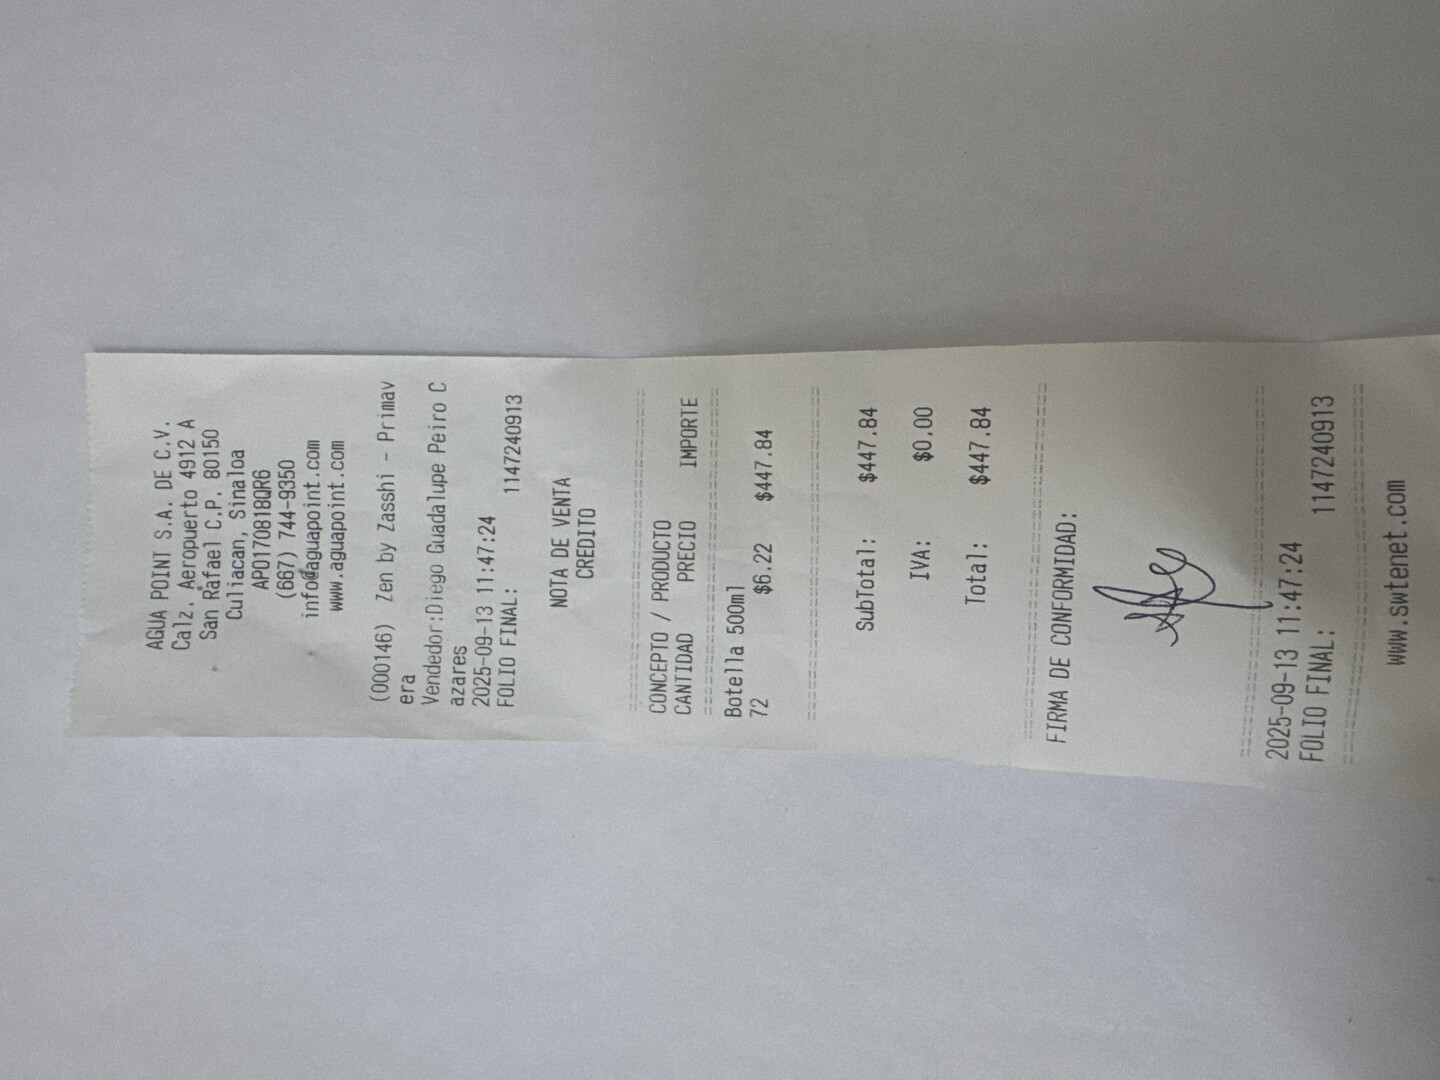 AGUA POINT S.A. DE C.V.
Calz. Aeropuerto 4912 A
San Rafael C.P. 80150
Culiacan, Sinaloa
APO170818QR6
(667) 744-9350
info@aguapoint.com
www.aguapoint.com
(000146) Zen by Zasshi - Primav
era
Vendedor:Diego Guadalupe Peiro C
azares
2025-09-13 11:47:24
FOLIO FINAL: 1147240913
NOTA DE VENTA
CREDITO
CONCEPTO / PRODUCTO
CANTIDAD PRECIO IMPORTE
Botella 500ml
72 $6.22 $447.84
SubTotal: $447.84
IVA: $0.00
Total: $447.84
FIRMA DE CONFORMIDAD:
2025-09-13 11:47:24
FOLIO FINAL: 1147240913
www.swtenet.com